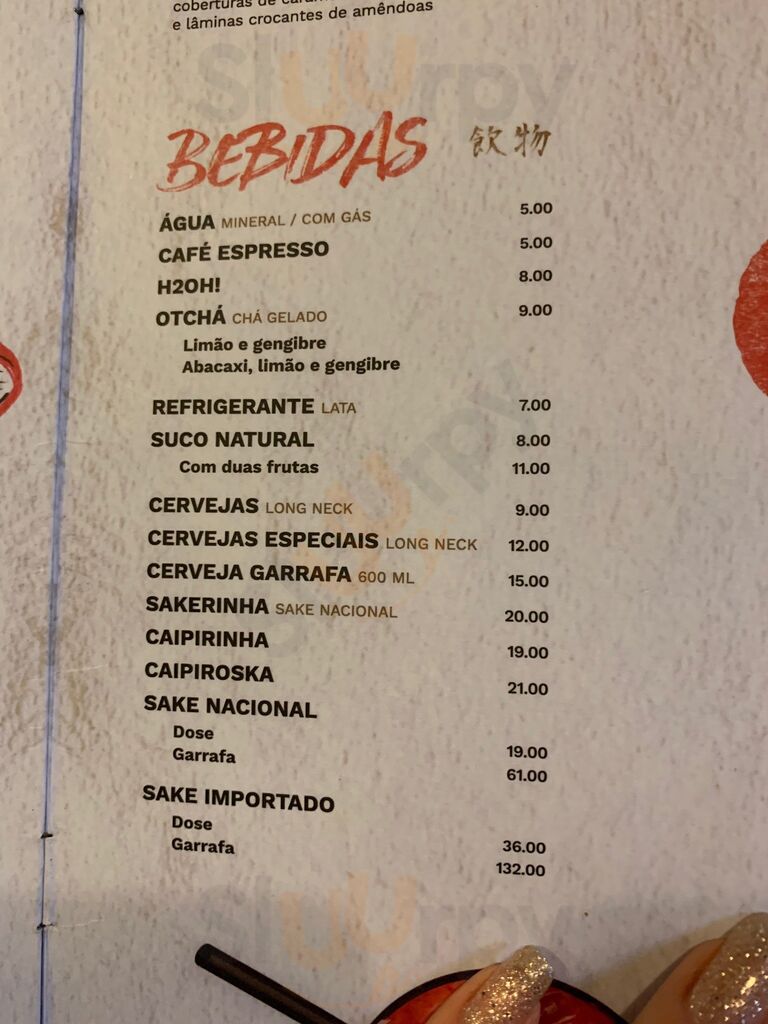 coberturas de
e lâminas crocantes de amêndoas
BEBIDAS 飲物
ÁGUA MINERAL / COM GÁS 5.00
CAFÉ ESPRESSO 5.00
H2OH! 8.00
OTCHÁ CHÁ GELADO 9.00
Limão e gengibre
Abacaxi, limão e gengibre
REFRIGERANTE LATA 7.00
SUCO NATURAL 8.00
Com duas frutas 11.00
CERVEJAS LONG NECK 9.00
CERVEJAS ESPECIAIS LONG NECK 12.00
CERVEJA GARRAFA 600 ML 15.00
SAKERINHA SAKE NACIONAL 20.00
CAIPIRINHA 19.00
CAIPIROSKA 21.00
SAKE NACIONAL
Dose 19.00
Garrafa 61.00
SAKE IMPORTADO
Dose 36.00
Garrafa 132.00